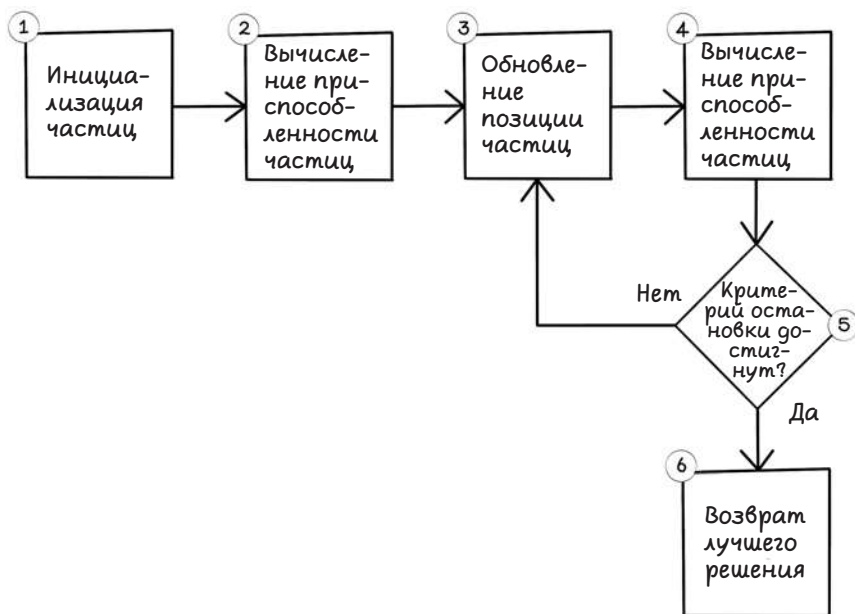 1
Инициа-
лизация
частиц
2
Вычисле-
ние при-
способ-
ленности
частиц
3
Обновле-
ние
позиции
частиц
4
Вычисле-
ние при-
способ-
ленности
частиц
Нет
Крите-
рий оста-
новки до-
стиг-
нут?
5
Да
6
Возврат
лучшего
решения